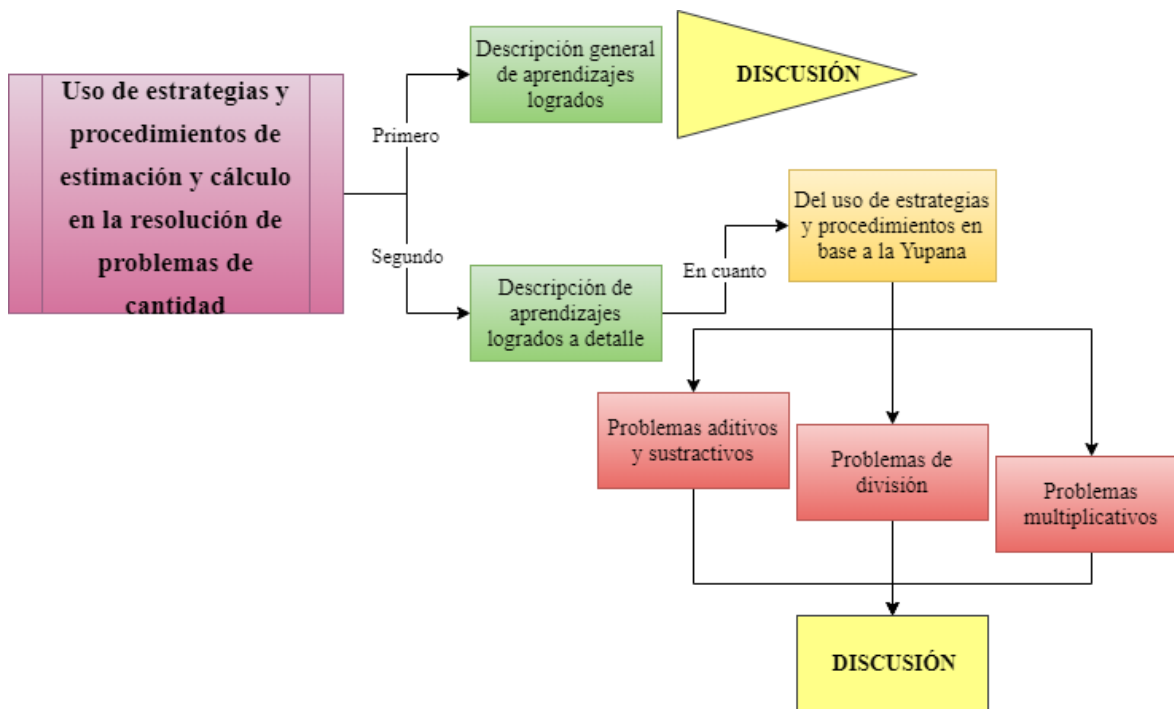 Uso de estrategias y
procedimientos de
estimación y cálculo
en la resolución de
problemas de
cantidad
Primero
Descripción general
de aprendizajes
logrados
DISCUSIÓN
Segundo
Descripción de
aprendizajes
logrados a detalle
En cuanto
Del uso de estrategias
y procedimientos en
base a la Yupana
Problemas aditivos
y sustractivos
Problemas de
división
Problemas
multiplicativos
DISCUSIÓN